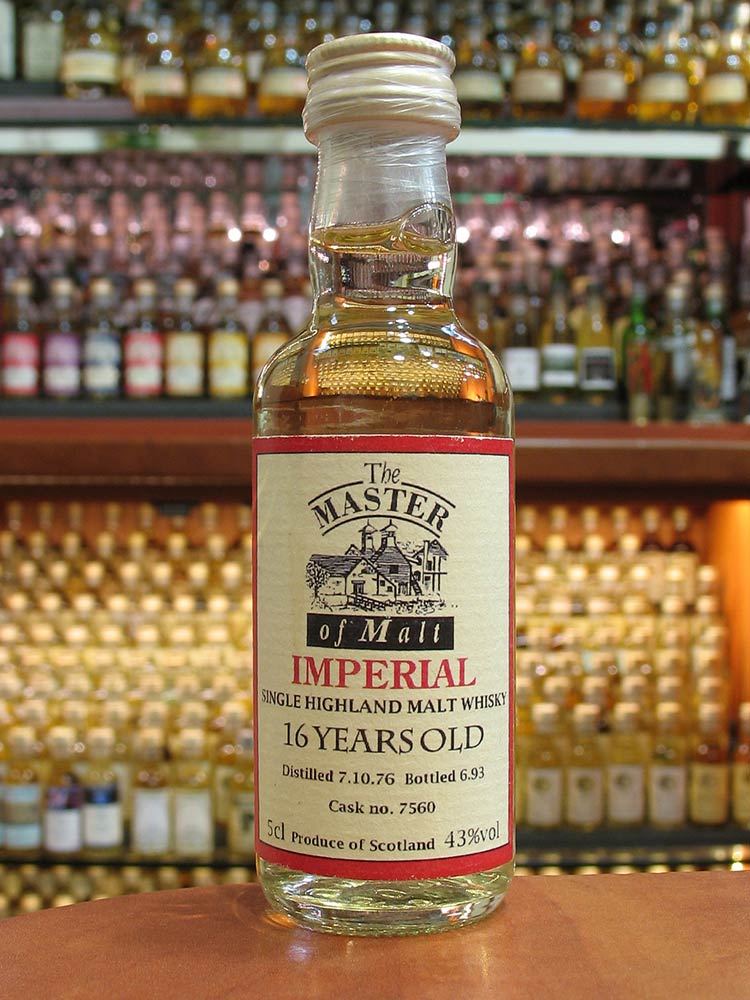 The
MASTER
of Malt
IMPERIAL
SINGLE HIGHLAND MALT WHISKY
16 YEARS OLD
Distilled 7.10.76 Bottled 6.93
Cask no. 7560
5cl Produce of Scotland 43%vol